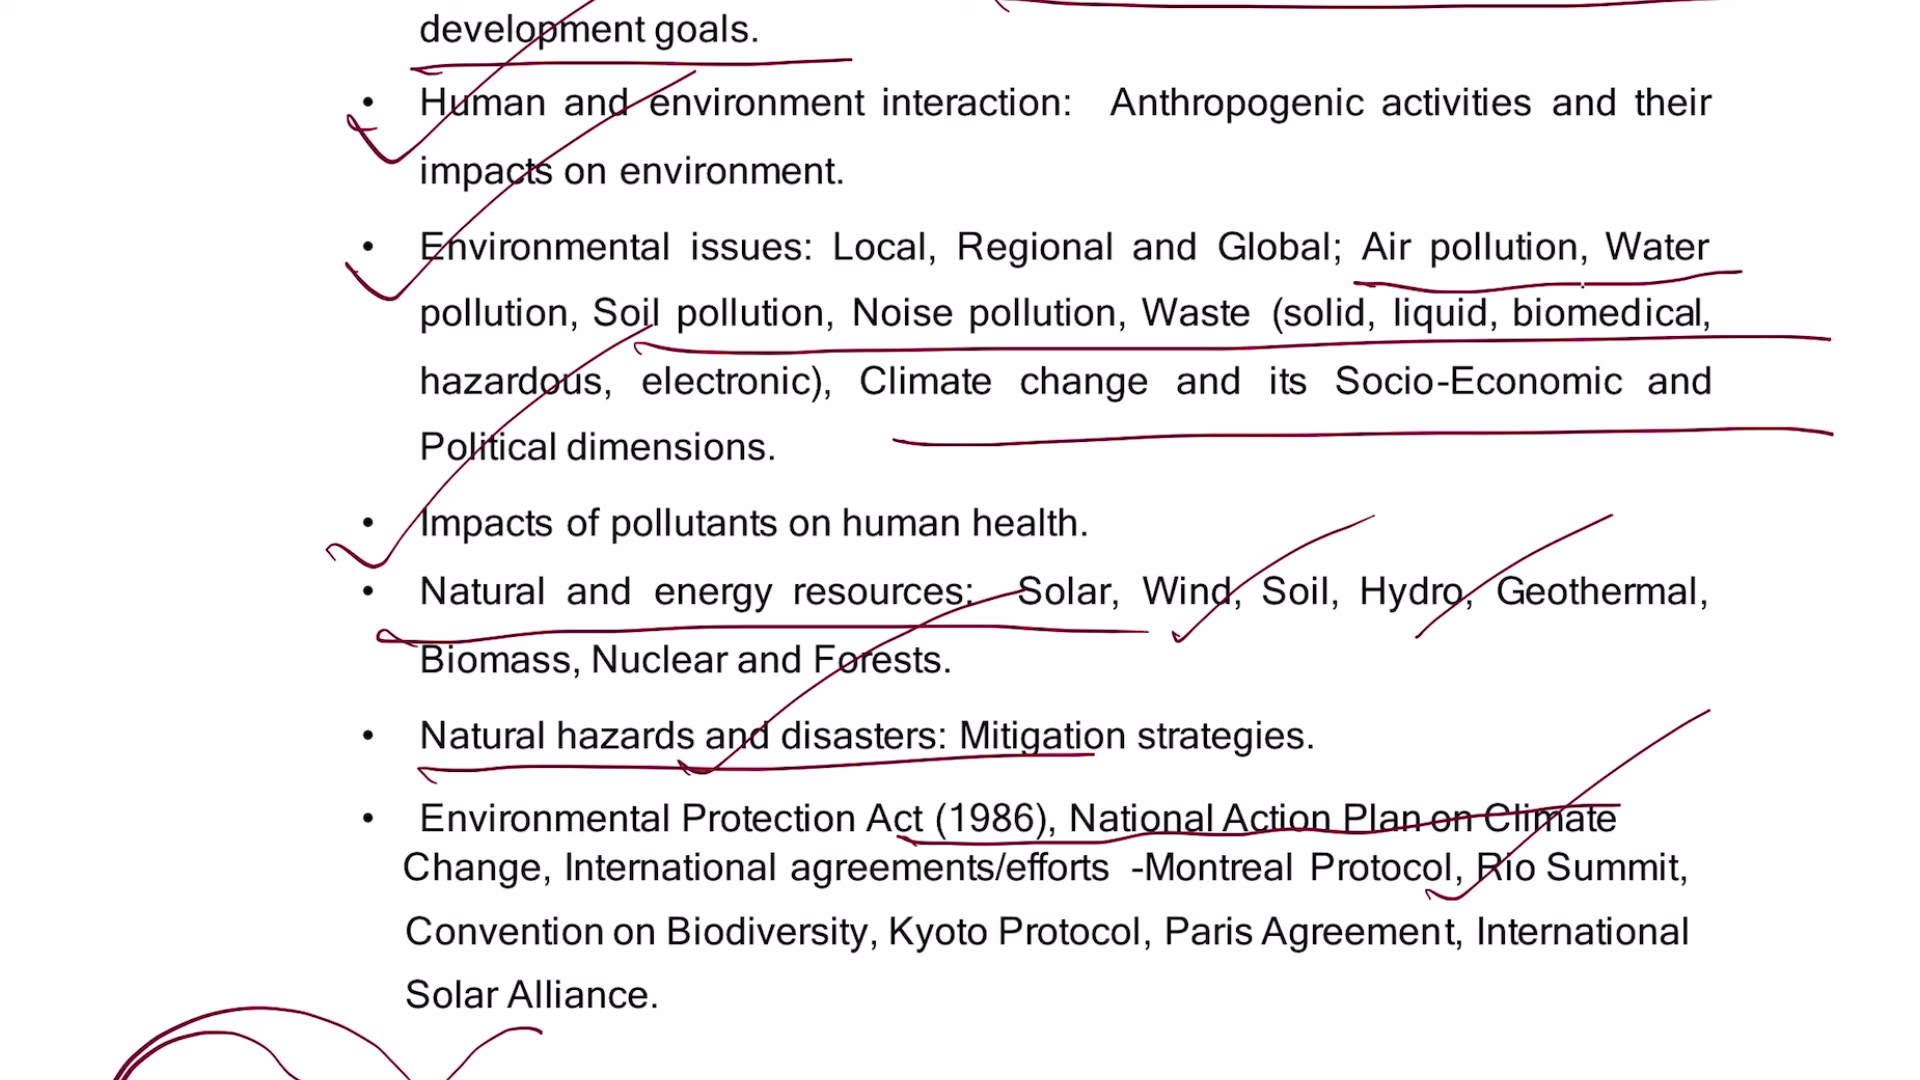 development goals.
• Human and environment interaction: Anthropogenic activities and their
impacts on environment.
• Environmental issues: Local, Regional and Global; Air pollution, Water
pollution, Soil pollution, Noise pollution, Waste (solid, liquid, biomedical,
hazardous, electronic), Climate change and its Socio-Economic and
Political dimensions.
• Impacts of pollutants on human health.
• Natural and energy resources: Solar, Wind, Soil, Hydro, Geothermal,
Biomass, Nuclear and Forests.
• Natural hazards and disasters: Mitigation strategies.
• Environmental Protection Act (1986), National Action Plan on Climate
Change, International agreements/efforts -Montreal Protocol, Rio Summit,
Convention on Biodiversity, Kyoto Protocol, Paris Agreement, International
Solar Alliance.